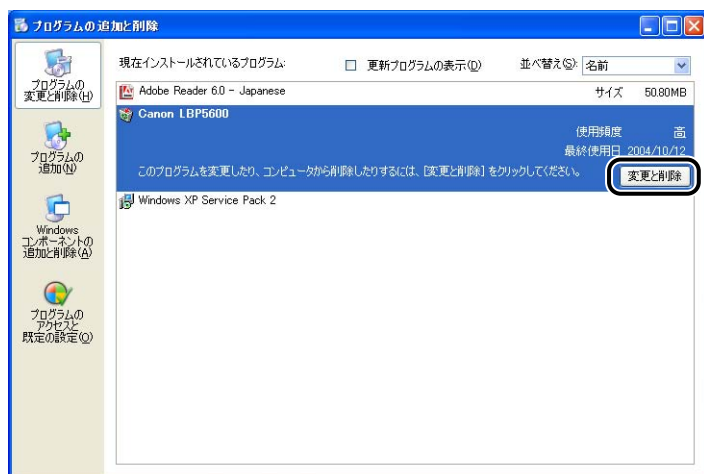 プログラムの追加と削除
プログラムの
変更と削除(H)
プログラムの
追加(N)
Windows
コンポーネントの
追加と削除(A)
プログラムの
アクセスと
既定の設定(O)
現在インストールされているプログラム:
更新プログラムの表示(D)
並べ替え(S):
名前
Adobe Reader 6.0 - Japanese
サイズ 50.80MB
Canon LBP5600
使用頻度 高
最終使用日 2004/10/12
このプログラムを変更したり、コンピュータから削除したりするには、[変更と削除] をクリックしてください。
変更と削除
Windows XP Service Pack 2